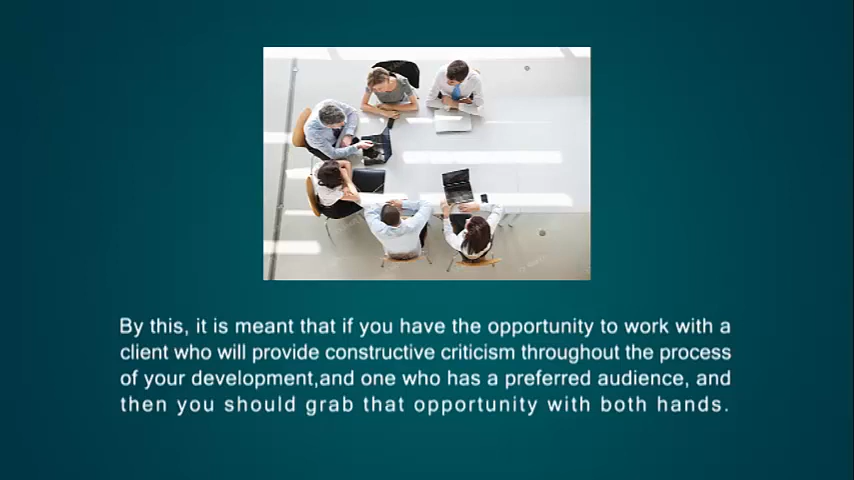 By this, it is meant that if you have the opportunity to work with a
client who will provide constructive criticism throughout the process
of your development,and one who has a preferred audience, and
then you should grab that opportunity with both hands.